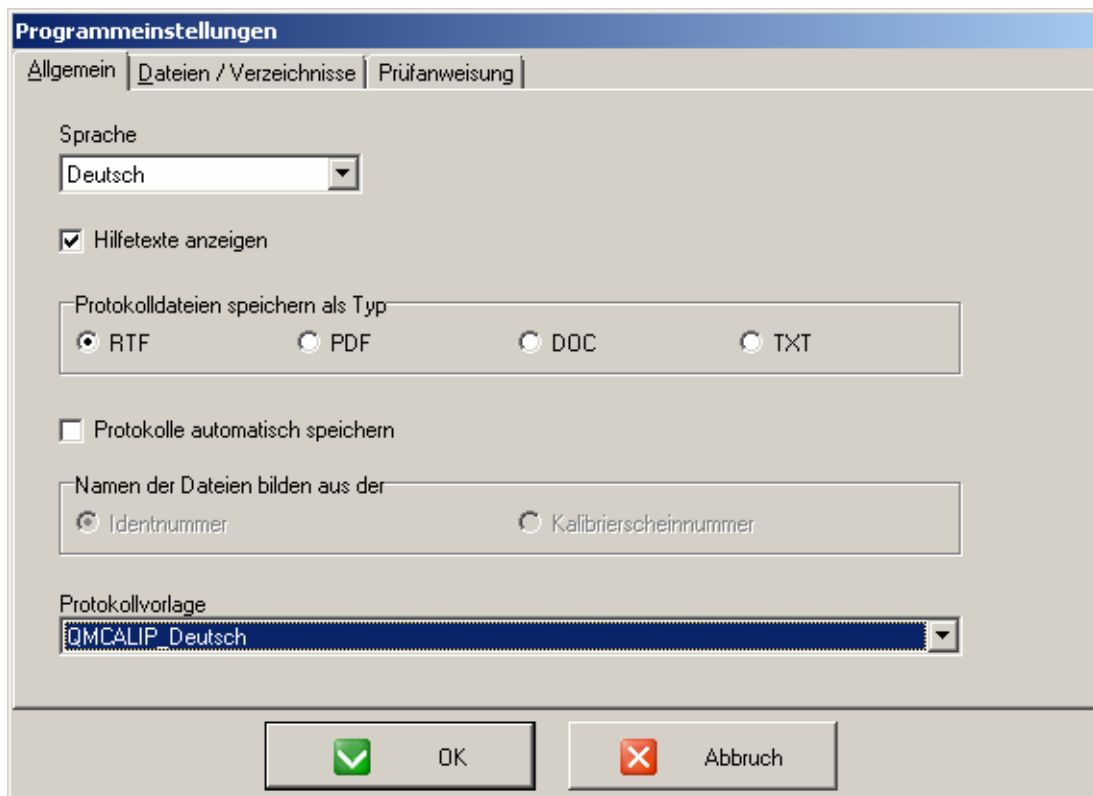 Programmeinstellungen
Allgemein Dateien / Verzeichnisse Prüfanweisung
Sprache
Deutsch
Hilfetexte anzeigen
Protokolldateien speichern als Typ
RTF PDF DOC TXT
Protokolle automatisch speichern
Namen der Dateien bilden aus der
Identnummer Kalibrierscheinnummer
Protokollvorlage
QMCALIP_Deutsch
OK Abbruch